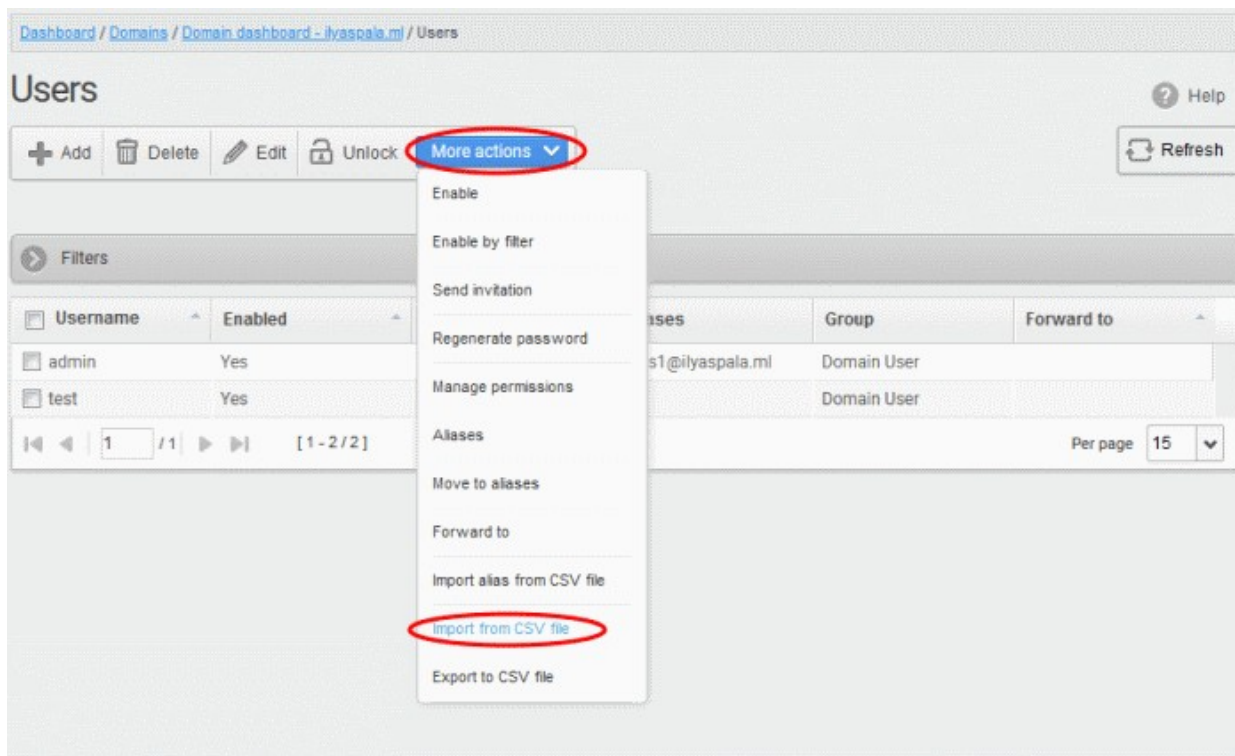 Dashboard / Domains / Domain dashboard - ilyaspala.ml / Users
Users
Help
Add Delete Edit Unlock More actions Refresh
Enable
Enable by filter
Filters
Send invitation
Username Enabled Group Forward to
Regenerate password
admin Yes s1@ilyaspala.ml Domain User
Manage permissions
test Yes Domain User
Aliases
1 / 1 [ 1 - 2 / 2 ] Per page 15
Move to aliases
Forward to
Import alias from CSV file
Import from CSV file
Export to CSV file